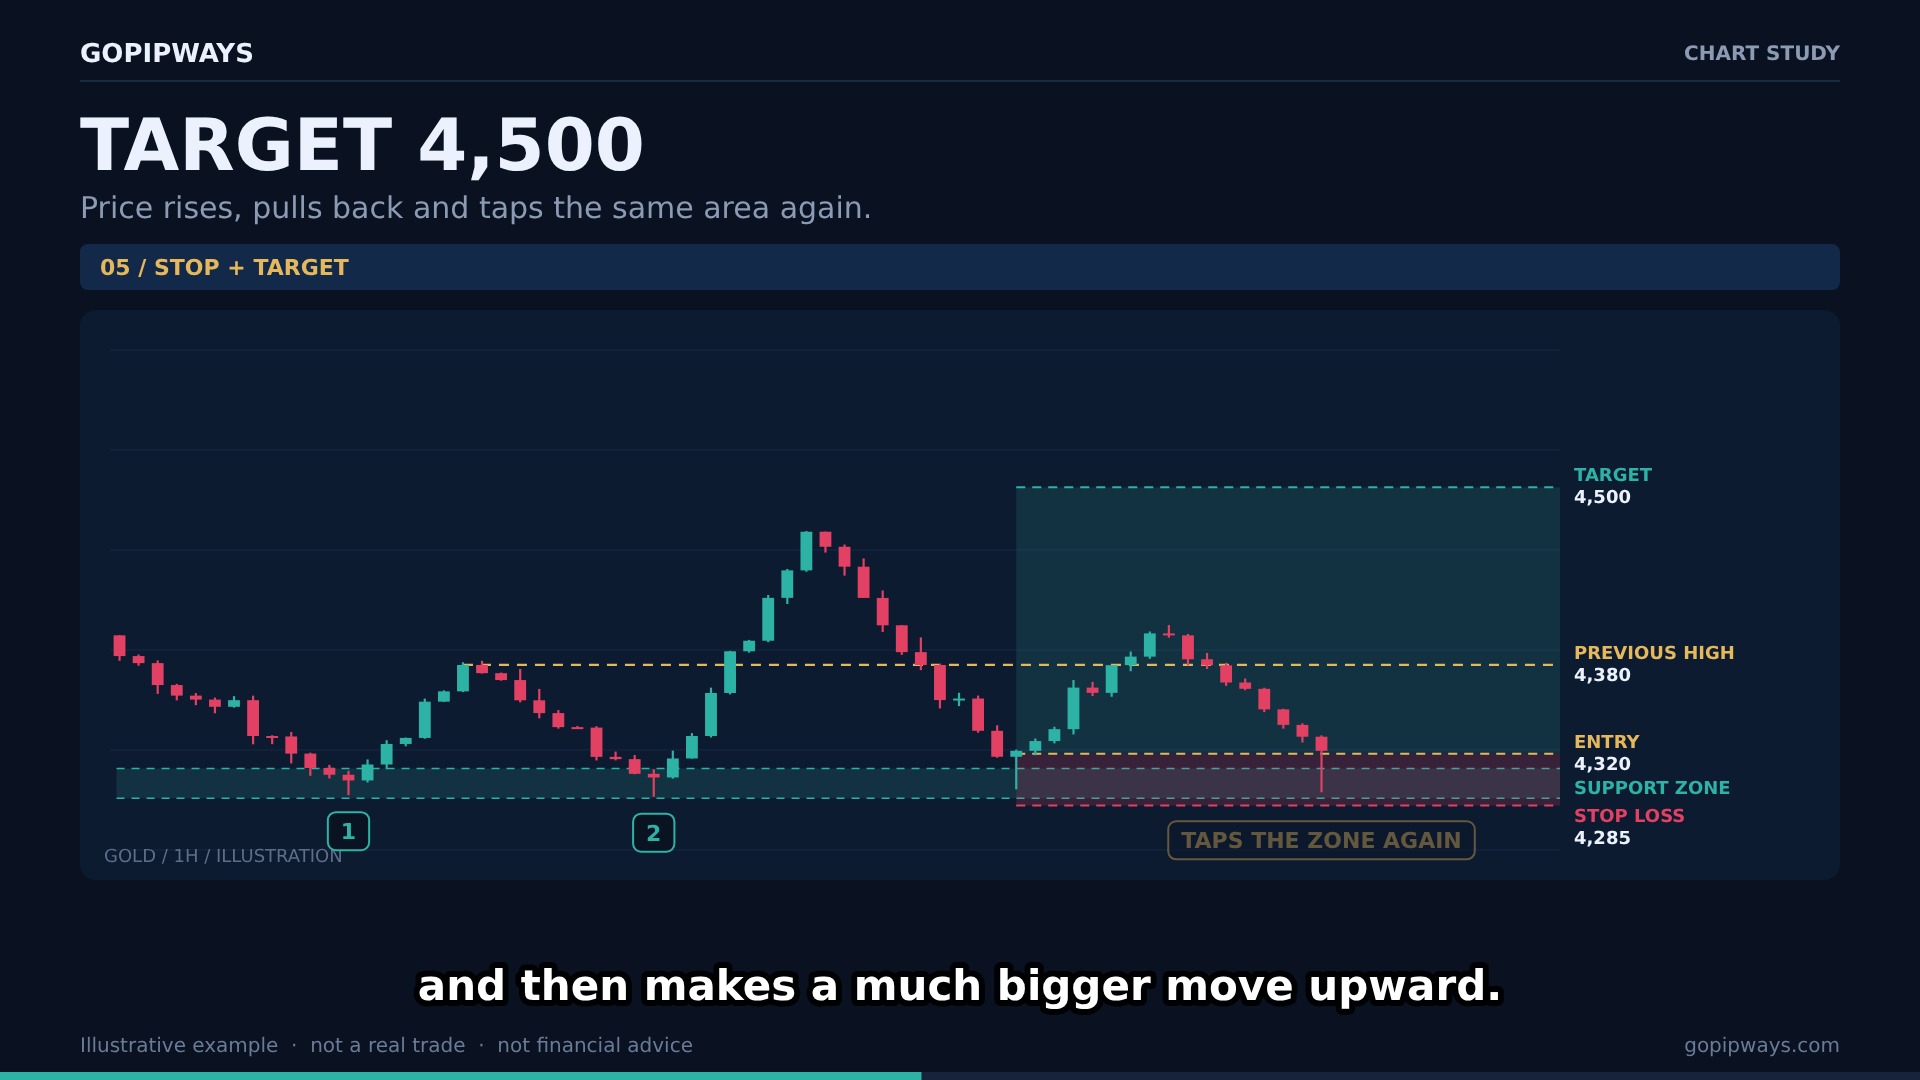 GOPIPWAYS
CHART STUDY
TARGET 4,500
Price rises, pulls back and taps the same area again.
05 / STOP + TARGET
TARGET
4,500
PREVIOUS HIGH
4,380
ENTRY
4,320
SUPPORT ZONE
STOP LOSS
4,285
1
2
TAPS THE ZONE AGAIN
GOLD / 1H / ILLUSTRATION
and then makes a much bigger move upward.
Illustrative example · not a real trade · not financial advice
gopipways.com